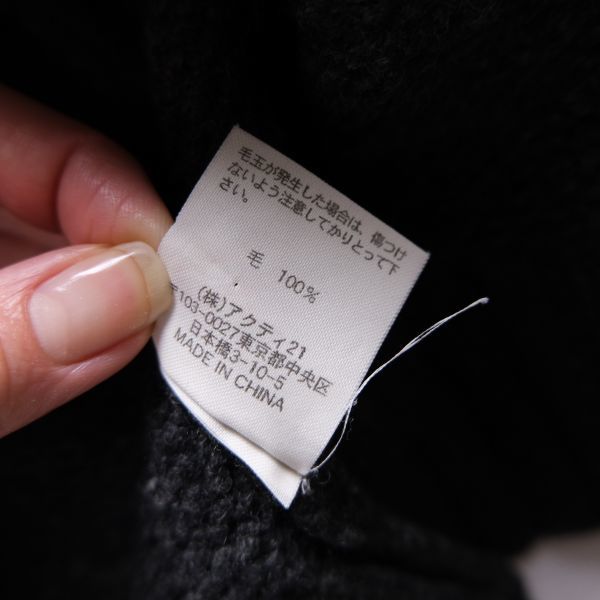 毛玉が発生した場合は、傷つけ
ないよう注意してかりとって下
さい。
毛 100%
(株)アクティ21
〒103-0027東京都中央区
日本橋3-10-5
MADE IN CHINA